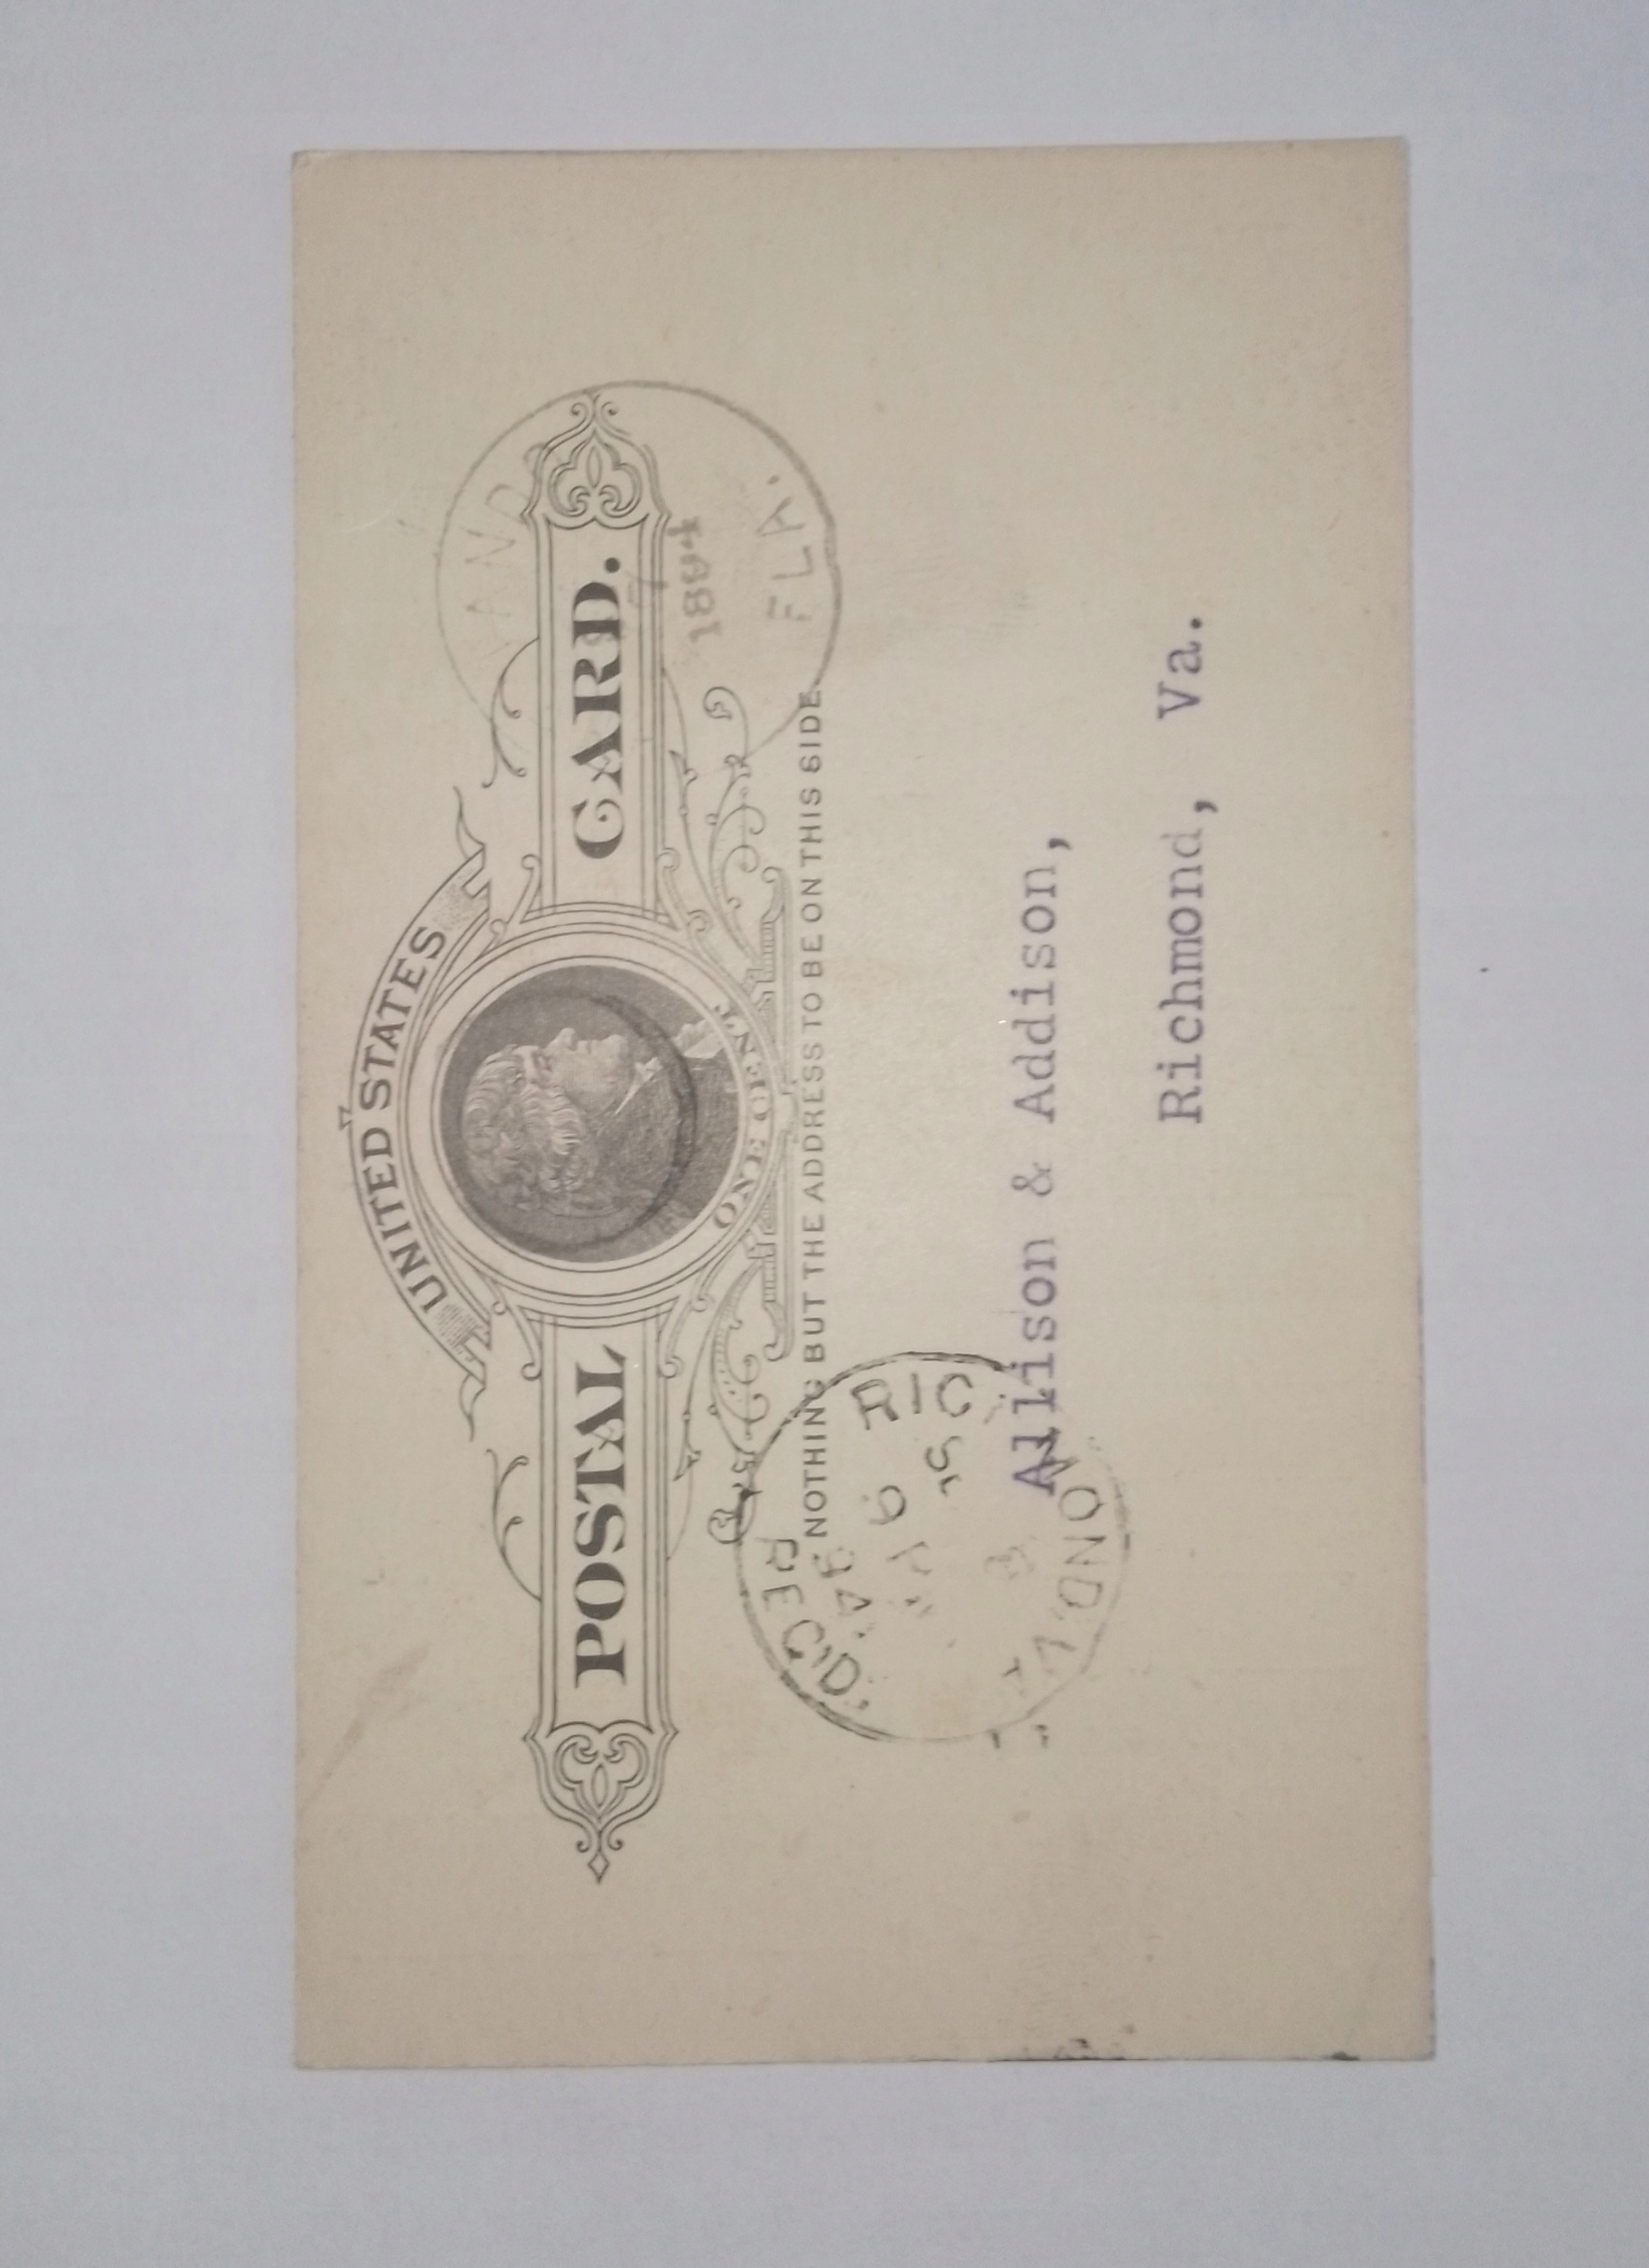 UNITED STATES
POSTAL CARD.
ONE CENT.
NOTHING BUT THE ADDRESS TO BE ON THIS SIDE.
FLA.
REC'D.
Allison & Addison,
Richmond, Va.